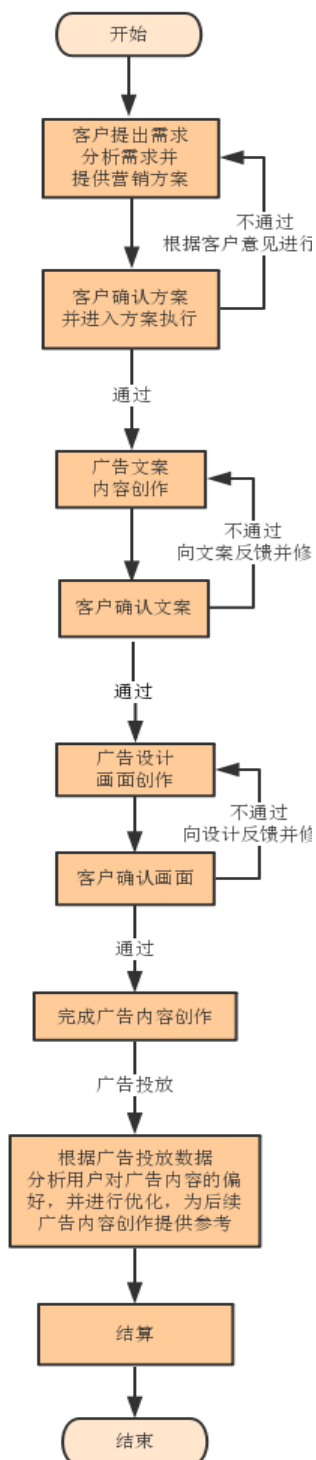 开始
客户提出需求
分析需求并
提供营销方案
不通过
根据客户意见进行
客户确认方案
并进入方案执行
通过
广告文案
内容创作
不通过
向文案反馈并修
客户确认文案
通过
广告设计
画面创作
不通过
向设计反馈并修
客户确认画面
通过
完成广告内容创作
广告投放
根据广告投放数据
分析用户对广告内容的偏
好，并进行优化，为后续
广告内容创作提供参考
结算
结束